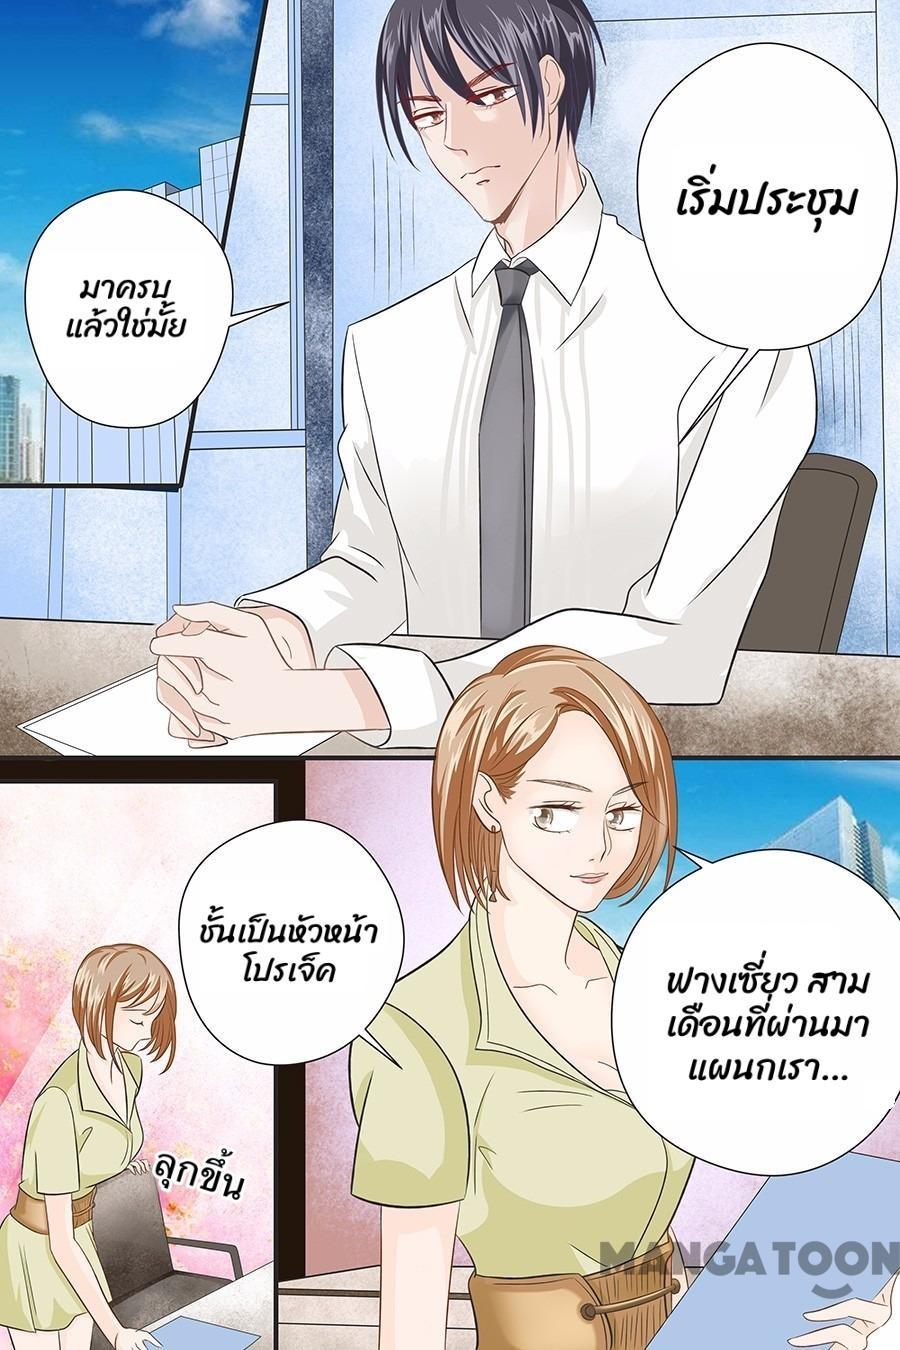 มาครบ
แล้วใช่มั้ย
เริ่มประชุม
ชั้นเป็นหัวหน้า
โปรเจ็ค
ลุกขึ้น
ฟางเซี่ยว สาม
เดือนที่ผ่านมา
แผนกเรา...
MANGATOON